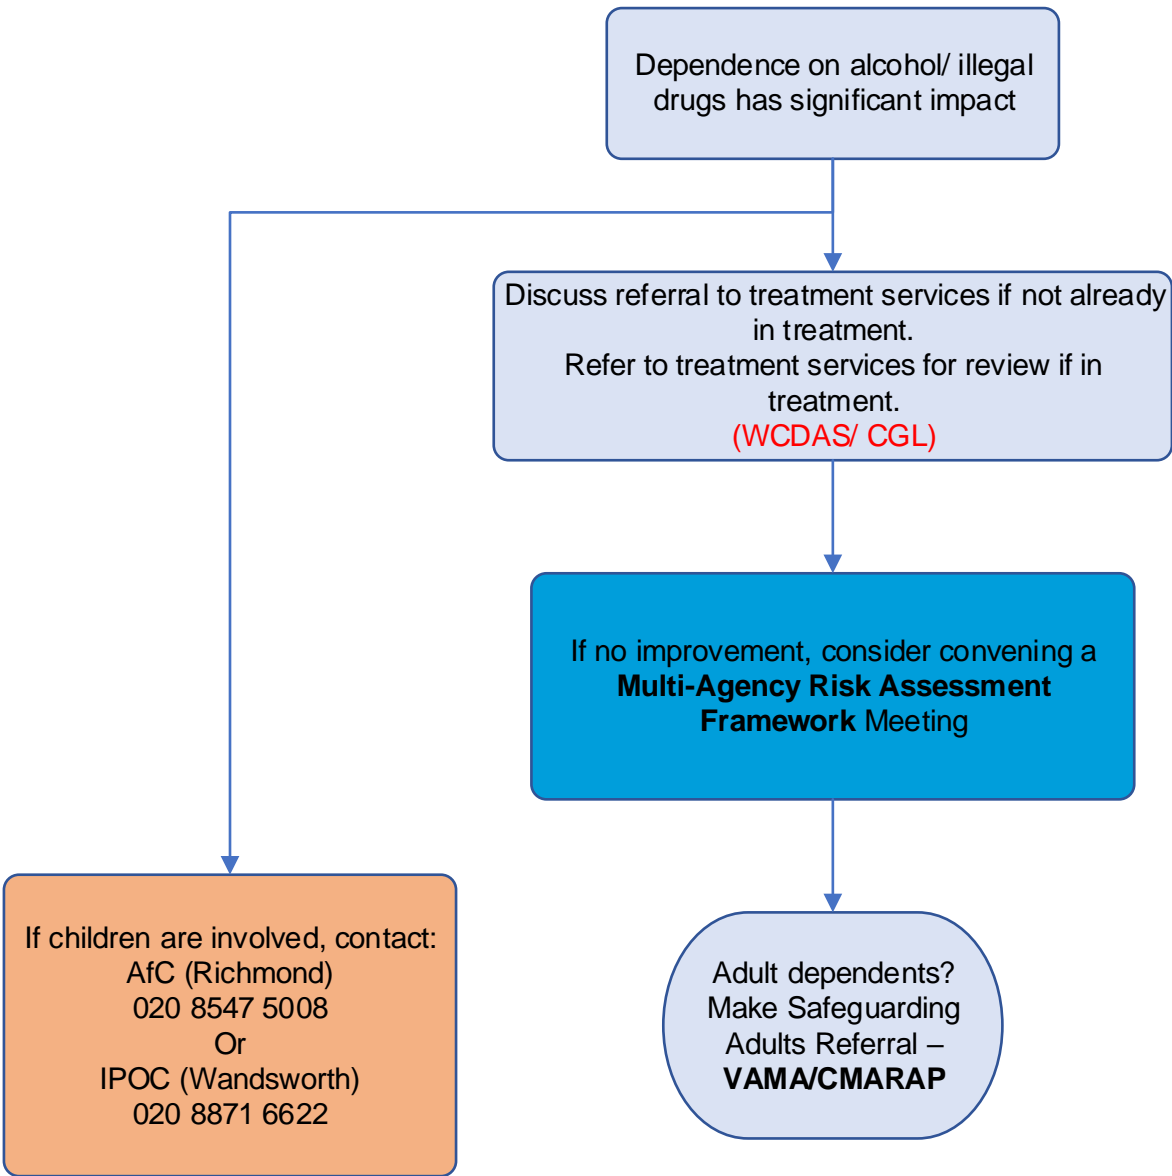 Dependence on alcohol/ illegal
drugs has significant impact
Discuss referral to treatment services if not already
in treatment.
Refer to treatment services for review if in
treatment.
(WCDAS/ CGL)
If no improvement, consider convening a
Multi-Agency Risk Assessment
Framework Meeting
If children are involved, contact:
AfC (Richmond)
020 8547 5008
Or
IPOC (Wandsworth)
020 8871 6622
Adult dependents?
Make Safeguarding
Adults Referral –
VAMA/CMARAP